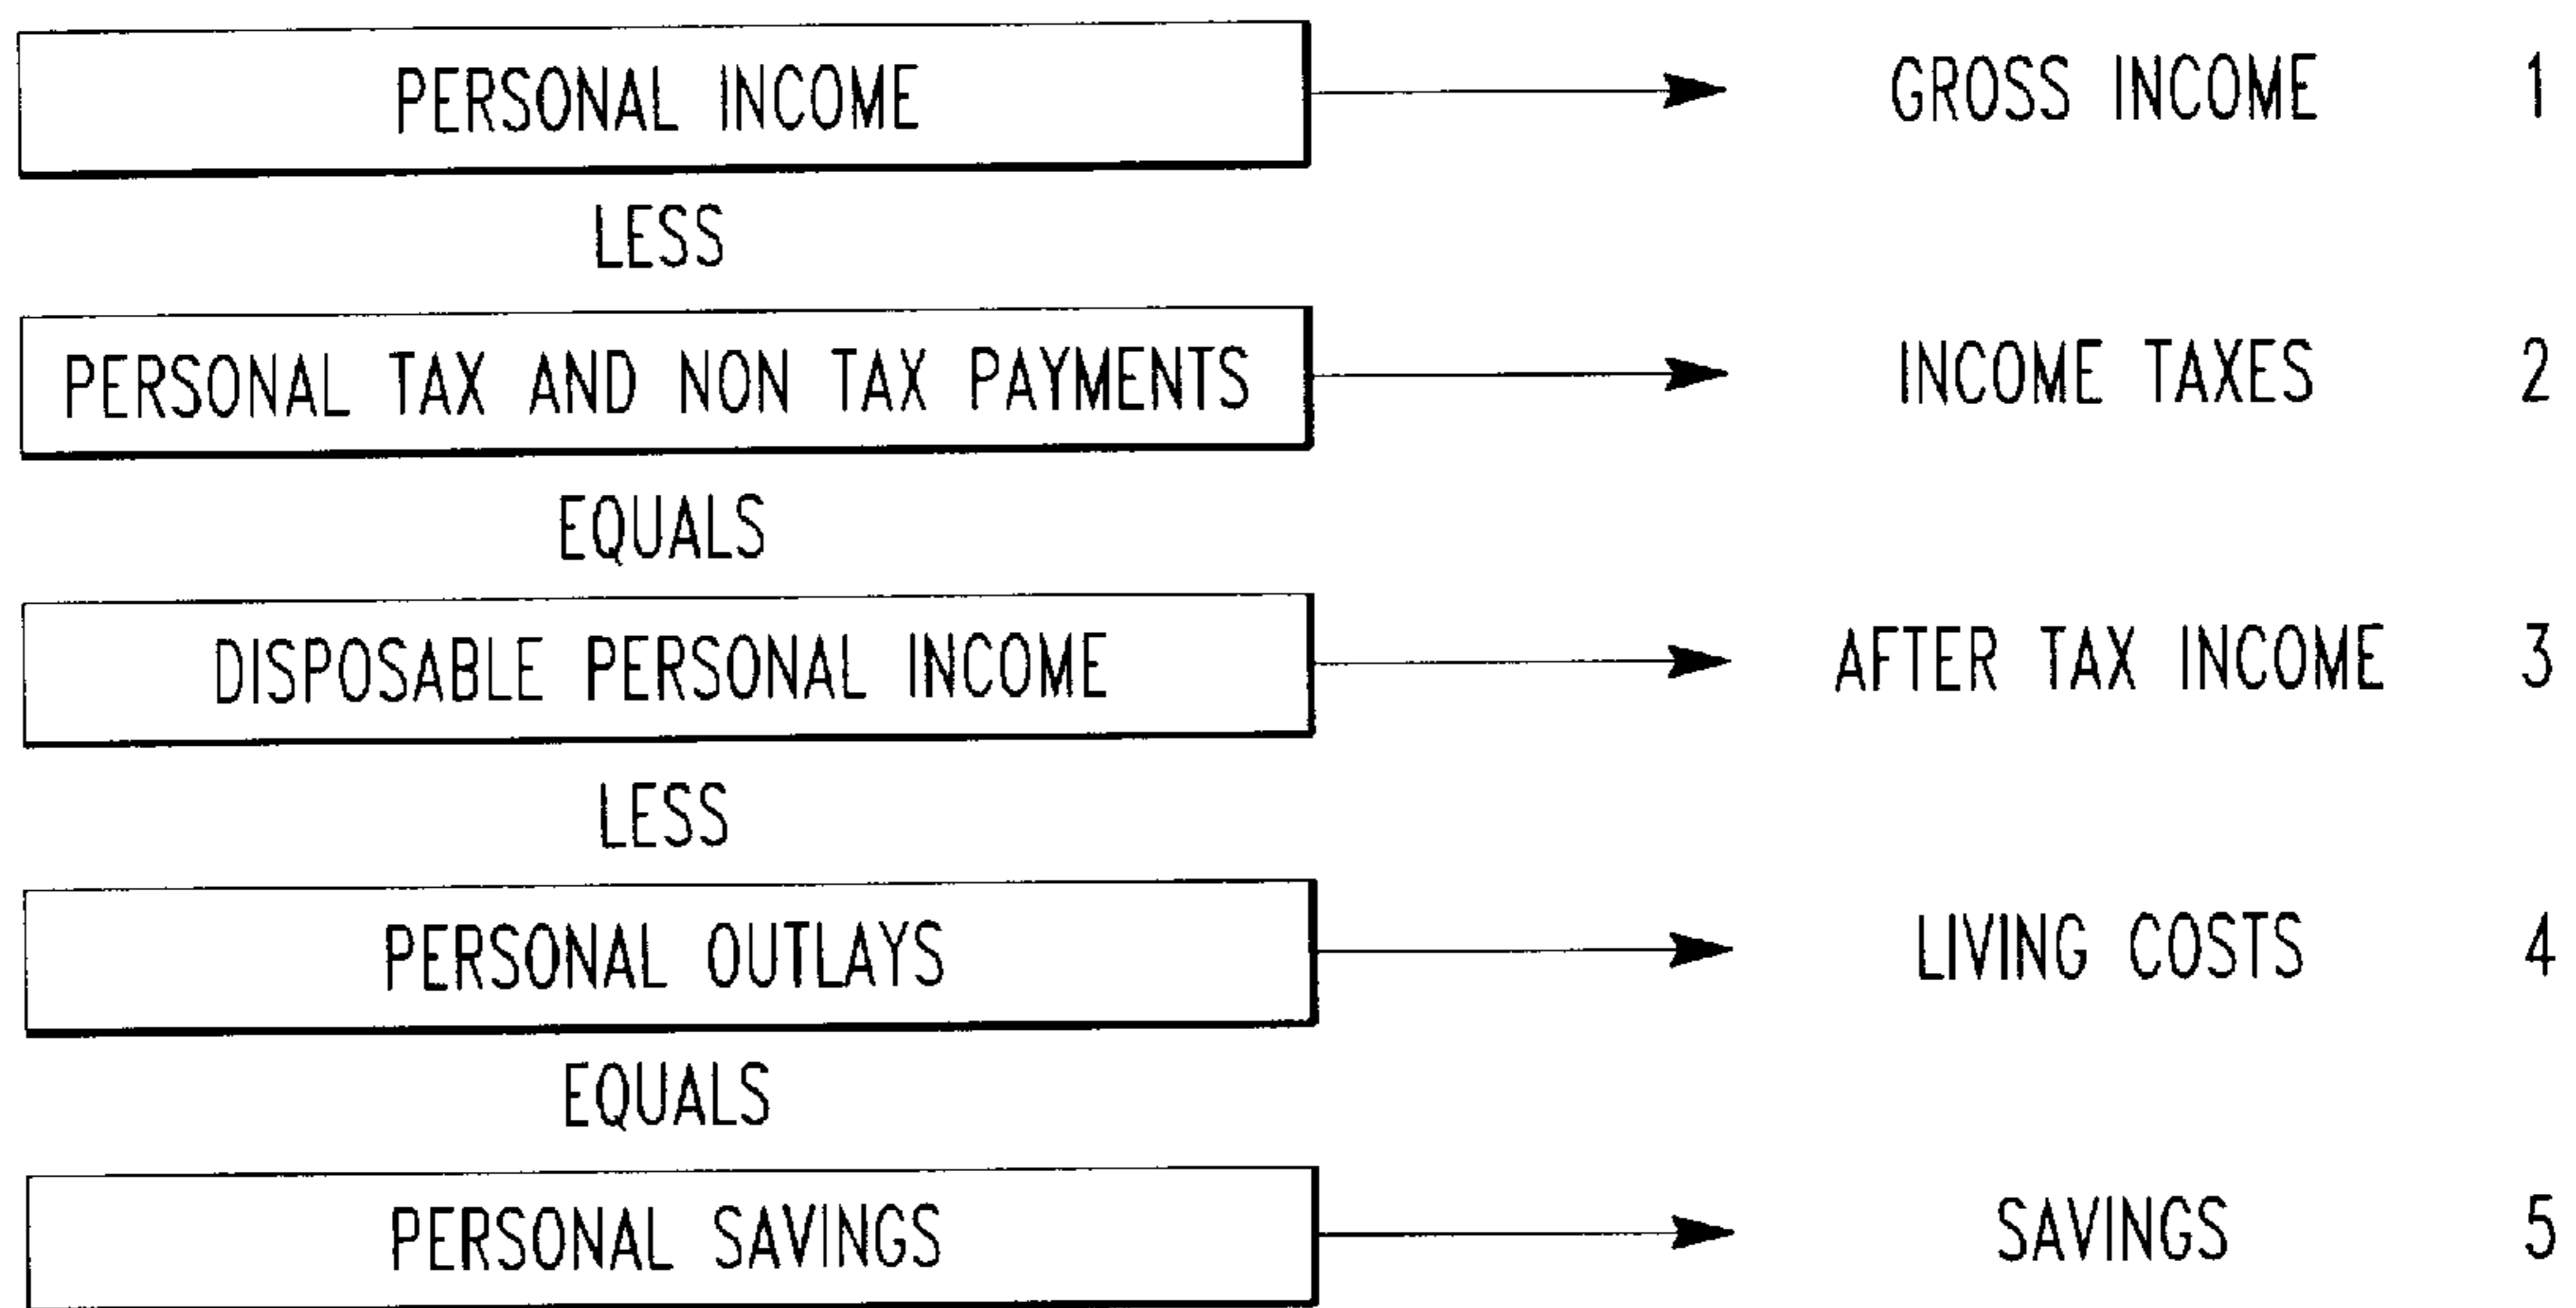 PERSONAL INCOME GROSS INCOME 1
LESS
PERSONAL TAX AND NON TAX PAYMENTS INCOME TAXES 2
EQUALS
DISPOSABLE PERSONAL INCOME AFTER TAX INCOME 3
LESS
PERSONAL OUTLAYS LIVING COSTS 4
EQUALS
PERSONAL SAVINGS SAVINGS 5